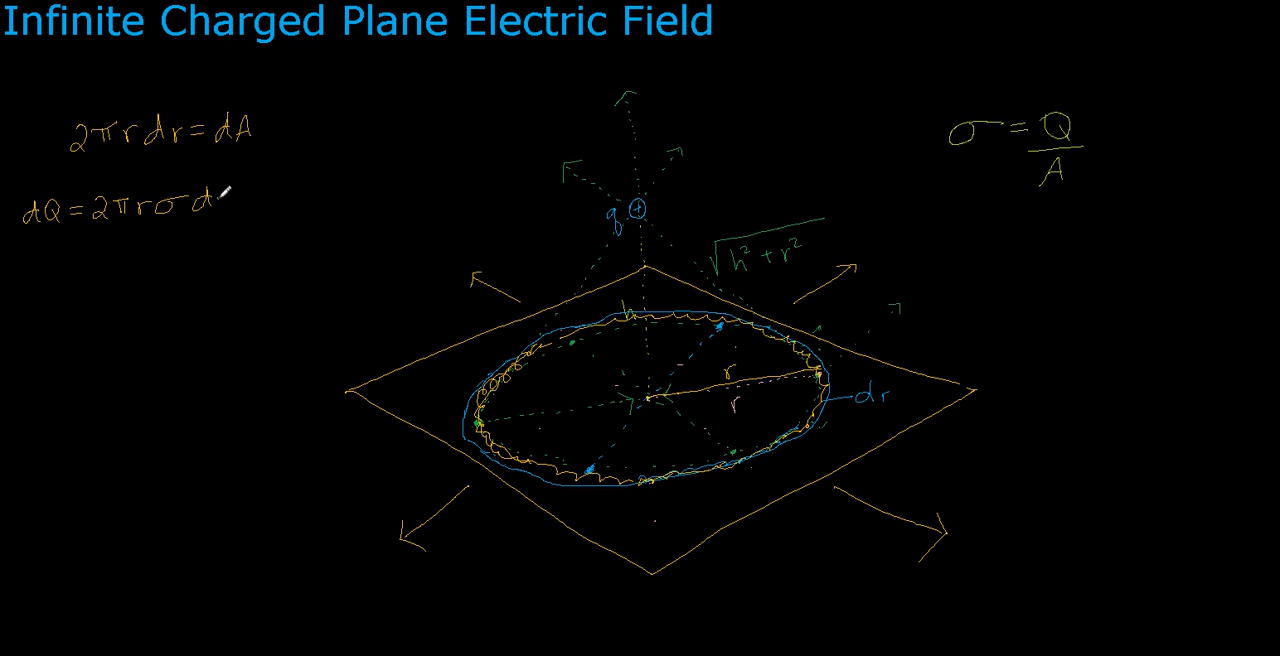 Infinite Charged Plane Electric Field
2πrdr = dA
σ = Q/A
dQ = 2πrσd
q +
√h² + r²
h
r
r
dr